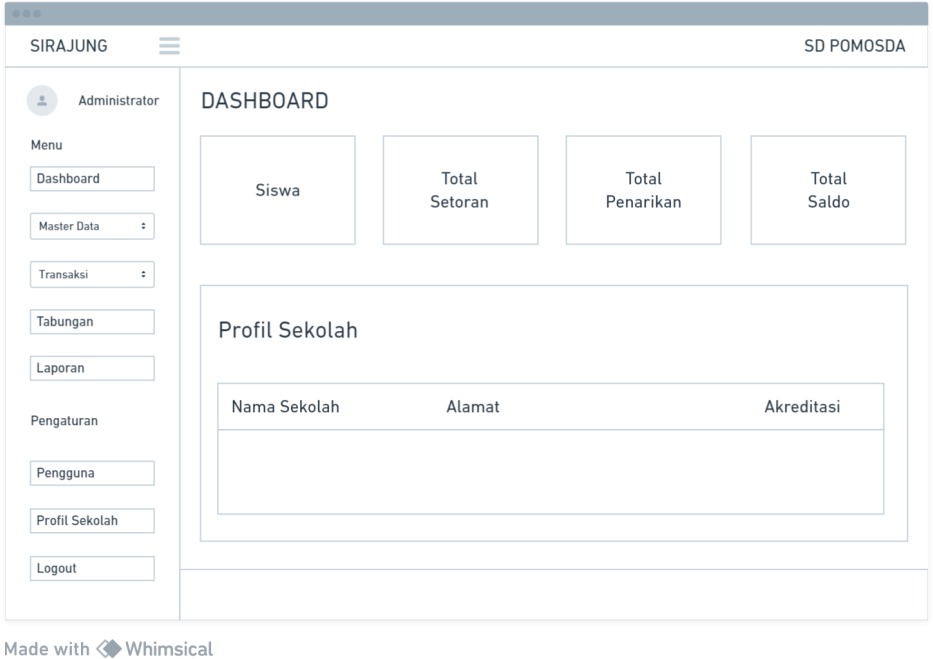 SIRAJUNG
SD POMOSDA
Administrator
Menu
Dashboard
Master Data
Transaksi
Tabungan
Laporan
Pengaturan
Pengguna
Profil Sekolah
Logout
DASHBOARD
Siswa
Total
Setoran
Total
Penarikan
Total
Saldo
Profil Sekolah
Nama Sekolah Alamat Akreditasi
Made with Whimsical